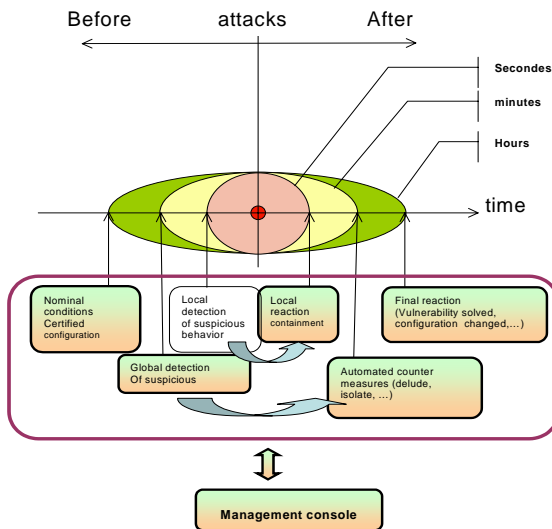 Before attacks After
Secondes
minutes
Hours
time
Nominal
conditions
Certified
configuration
Local
detection
of suspicious
behavior
Local
reaction
containment
Final reaction
(Vulnerability solved,
configuration changed,...)
Global detection
Of suspicious
Automated counter
measures (delude,
isolate, ...)
Management console